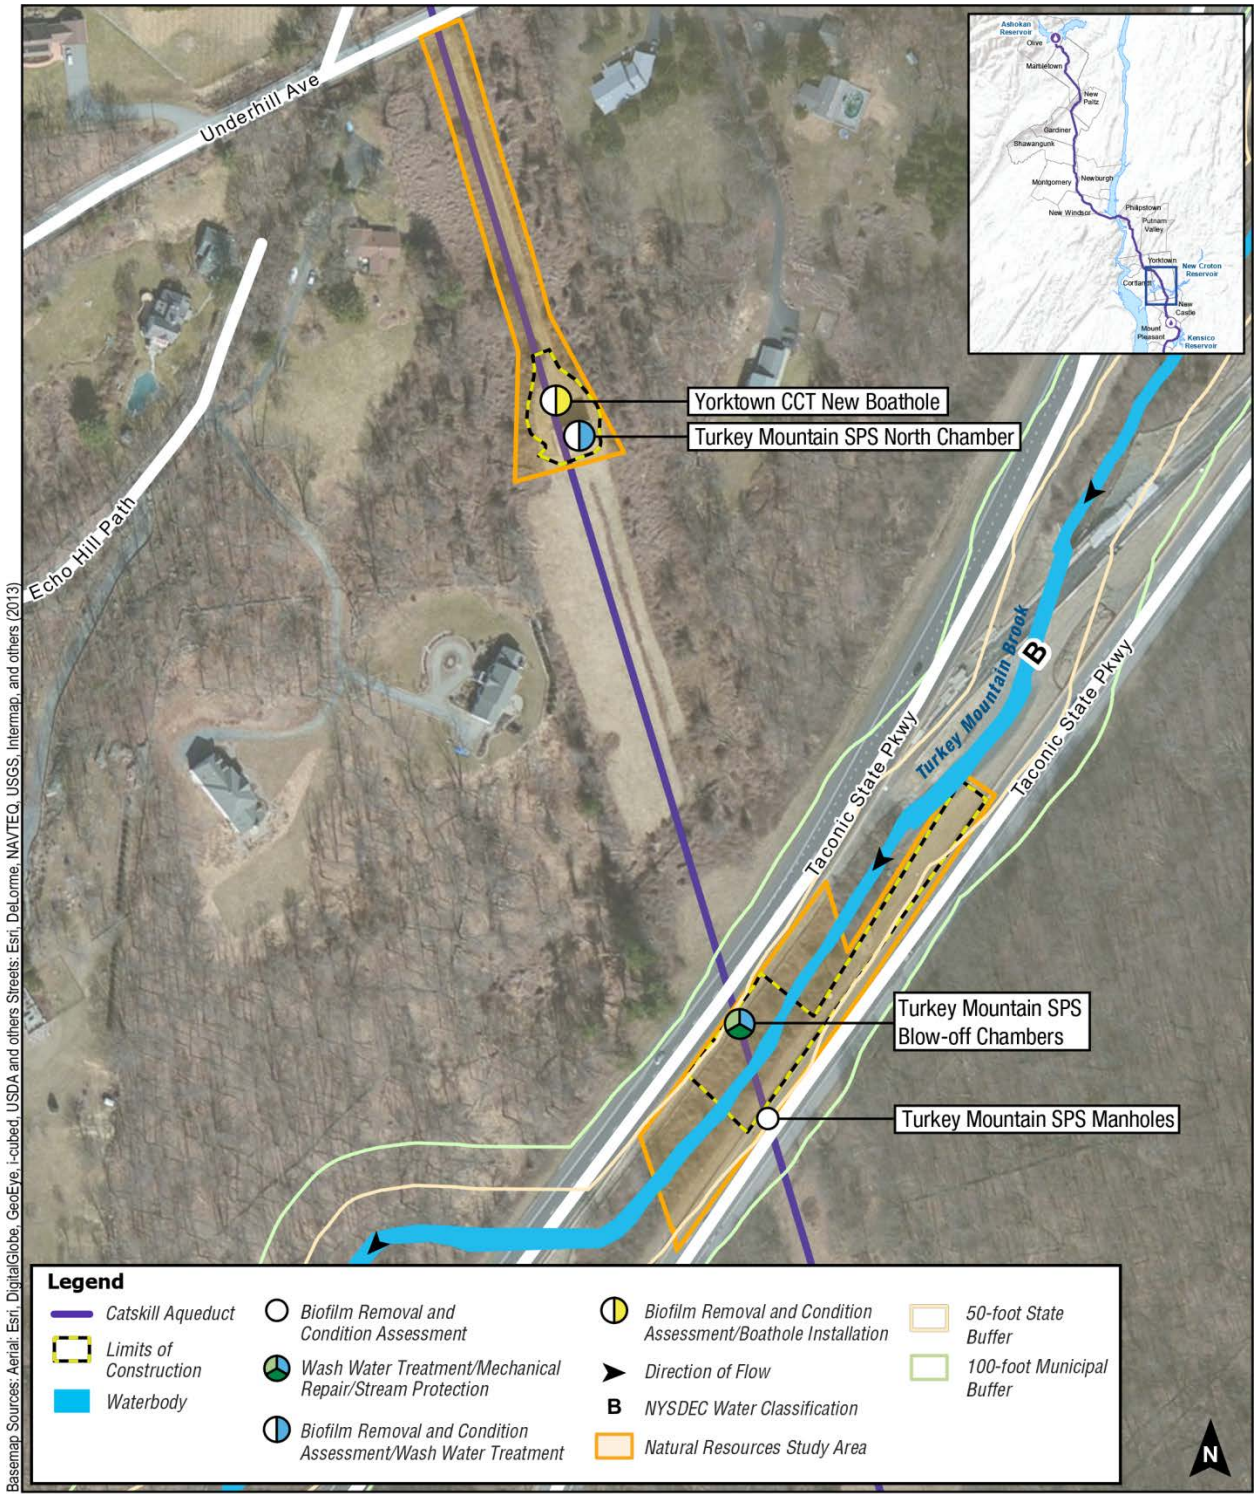 Underhill Ave
Ashokan
Reservoir
Olive
Marbletown
New
Paltz
Gardiner
Shawangunk
Montgomery
Newburgh
New Windsor
Philipstown
Putnam
Valley
Yorktown
New Croton
Reservoir
Cortlandt
New
Castle
Mount
Pleasant
Kensico
Reservoir
Yorktown CCT New Boathole
Turkey Mountain SPS North Chamber
Echo Hill Path
Turkey Mountain Brook
B
Taconic State Pkwy
Taconic State Pkwy
Turkey Mountain SPS
Blow-off Chambers
Turkey Mountain SPS Manholes
Basemap Sources: Aerial: Esri, DigitalGlobe, GeoEye, i-cubed, USDA and others Streets: Esri, DeLorme, NAVTEQ, USGS, Intermap, and others (2013)
Legend
Catskill Aqueduct
Limits of
Construction
Waterbody
Biofilm Removal and
Condition Assessment
Wash Water Treatment/Mechanical
Repair/Stream Protection
Biofilm Removal and Condition
Assessment/Wash Water Treatment
Biofilm Removal and Condition
Assessment/Boathole Installation
Direction of Flow
B NYSDEC Water Classification
Natural Resources Study Area
50-foot State
Buffer
100-foot Municipal
Buffer
N